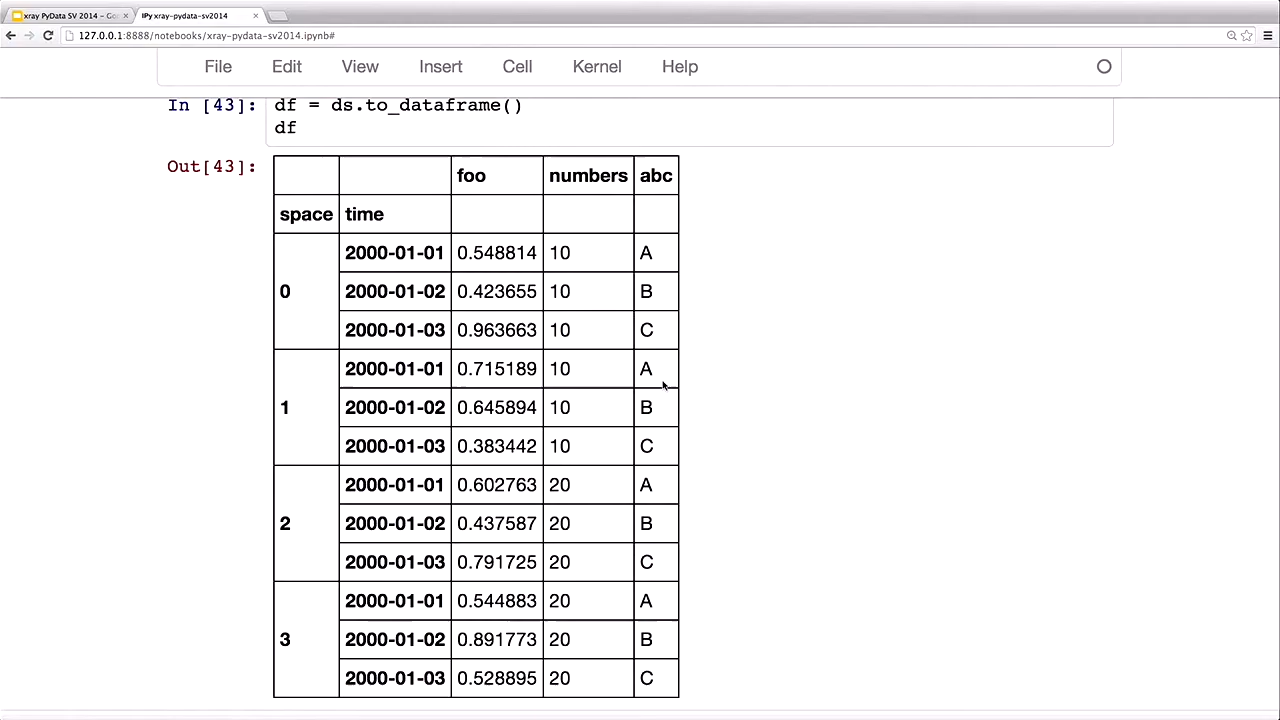 xray PyData SV 2014 – Go
IPy xray-pydata-sv2014
127.0.0.1:8888/notebooks/xray-pydata-sv2014.ipynb#
File Edit View Insert Cell Kernel Help
In [43]: df = ds.to_dataframe()
df
Out[43]:
foo numbers abc
space time
0 2000-01-01 0.548814 10 A
2000-01-02 0.423655 10 B
2000-01-03 0.963663 10 C
1 2000-01-01 0.715189 10 A
2000-01-02 0.645894 10 B
2000-01-03 0.383442 10 C
2 2000-01-01 0.602763 20 A
2000-01-02 0.437587 20 B
2000-01-03 0.791725 20 C
3 2000-01-01 0.544883 20 A
2000-01-02 0.891773 20 B
2000-01-03 0.528895 20 C